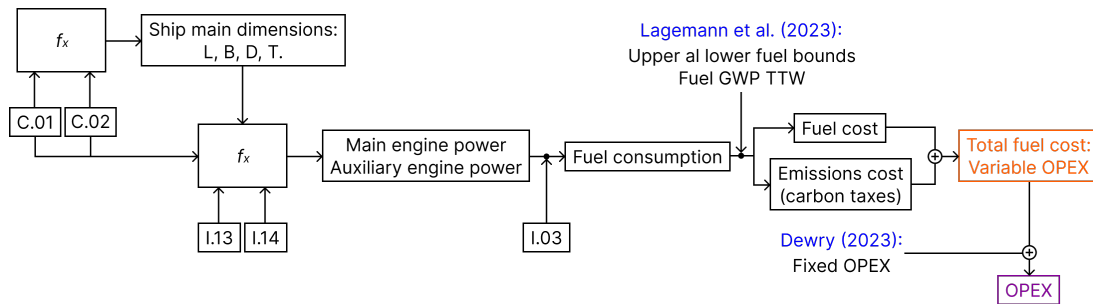 fx
Ship main dimensions:
L, B, D, T.
Lagemann et al. (2023):
Upper al lower fuel bounds
Fuel GWP TTW
C.01
C.02
fx
Main engine power
Auxiliary engine power
Fuel consumption
Fuel cost
Emissions cost
(carbon taxes)
Total fuel cost:
Variable OPEX
I.13
I.14
I.03
Dewry (2023):
Fixed OPEX
OPEX